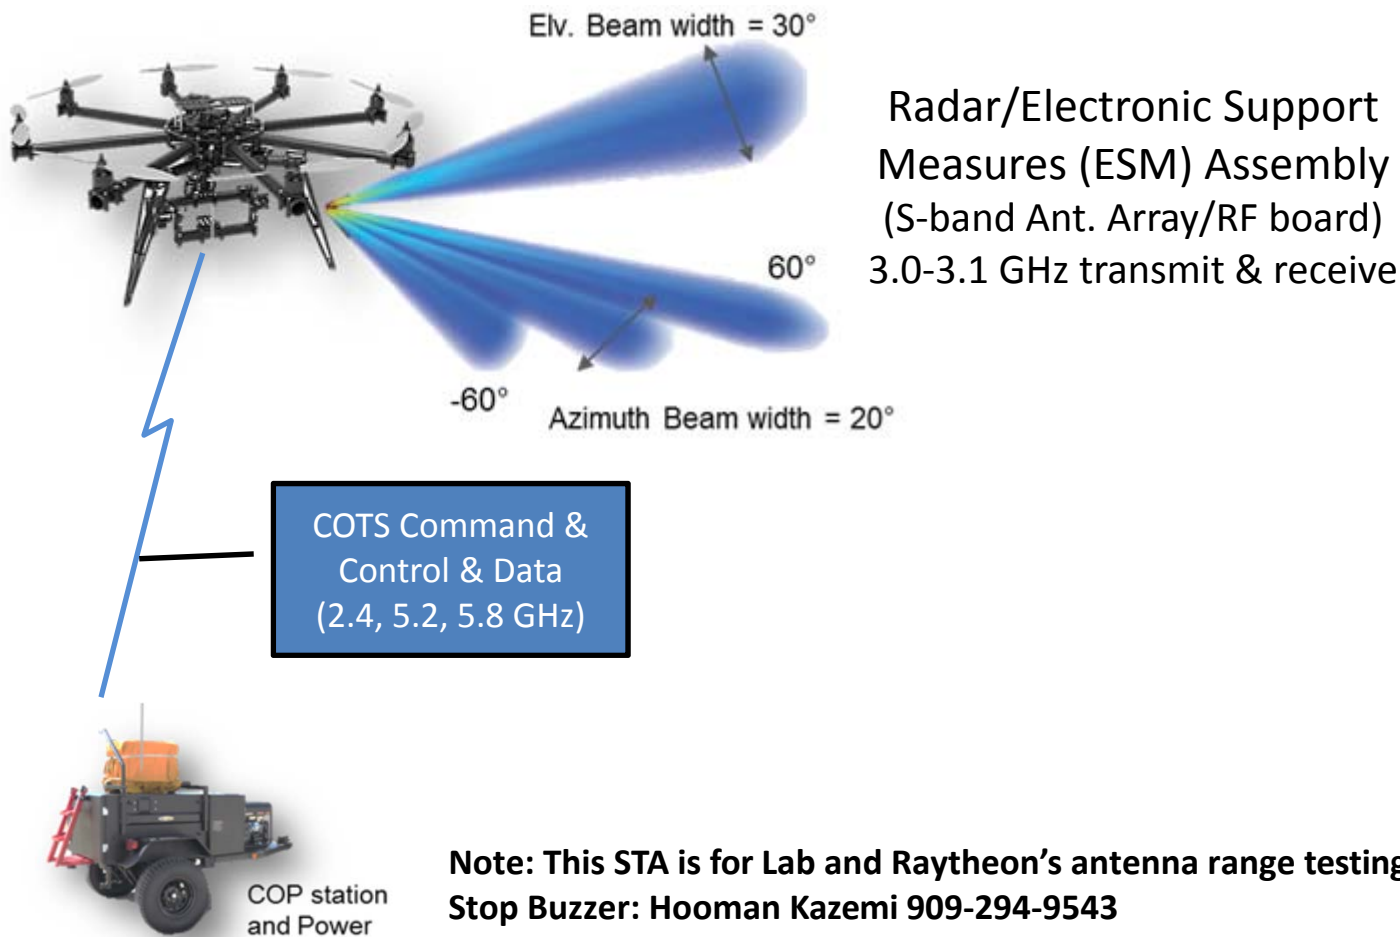 Elv. Beam width = 30°
Radar/Electronic Support
Measures (ESM) Assembly
(S-band Ant. Array/RF board)
3.0-3.1 GHz transmit & receive
60°
-60°
Azimuth Beam width = 20°
COTS Command &
Control & Data
(2.4, 5.2, 5.8 GHz)
COP station
and Power
Note: This STA is for Lab and Raytheon’s antenna range testing
Stop Buzzer: Hooman Kazemi 909-294-9543